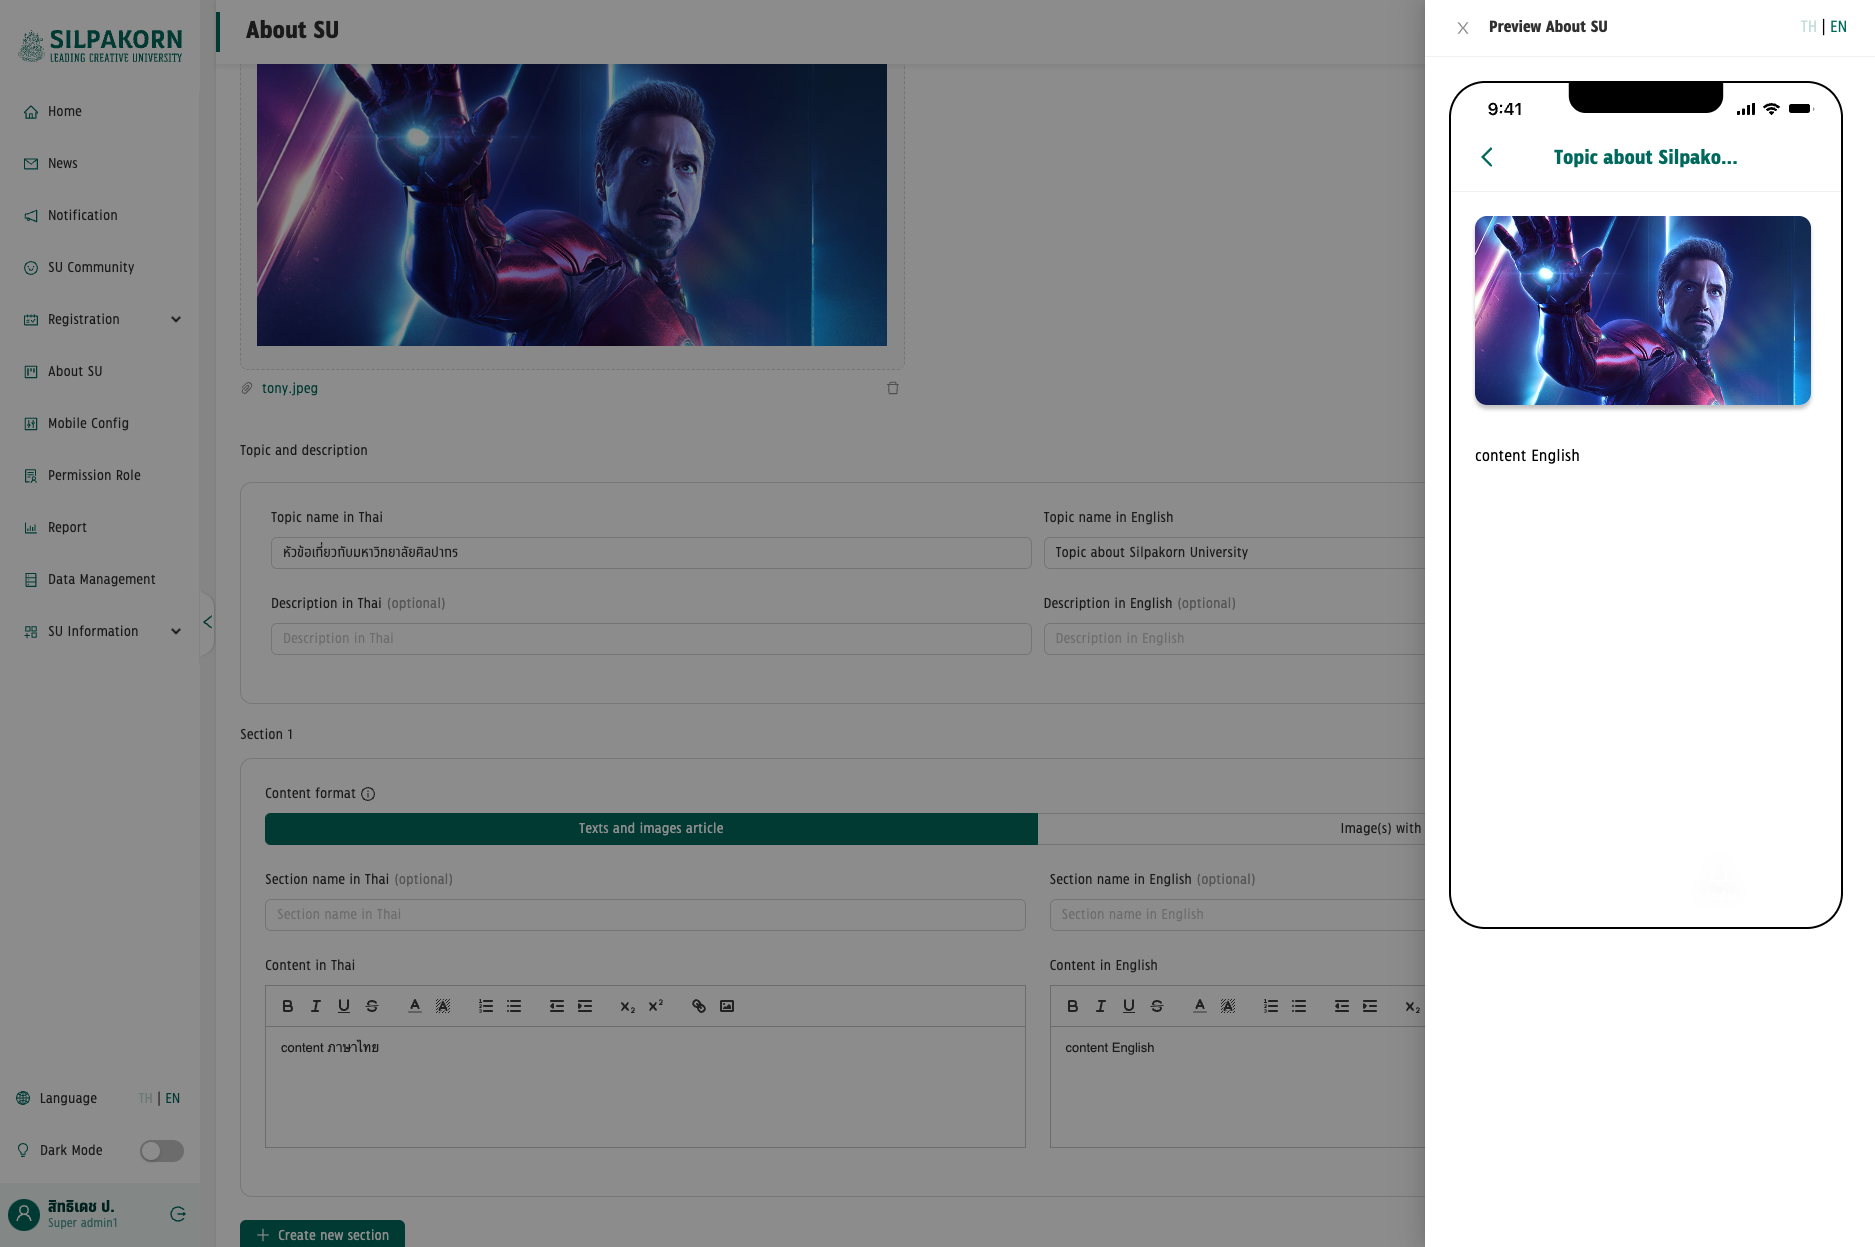 SILPAKORN
LEADING CREATIVE UNIVERSITY
Home
News
Notification
SU Community
Registration
About SU
Mobile Config
Permission Role
Report
Data Management
SU Information
Language
TH | EN
Dark Mode
สิทธิเดช ป.
Super admin1
About SU
tony.jpeg
Topic and description
Topic name in Thai
หัวข้อเกี่ยวกับมหาวิทยาลัยศิลปากร
Topic name in English
Topic about Silpakorn University
Description in Thai (optional)
Description in Thai
Description in English (optional)
Description in English
Section 1
Content format
Texts and images article
Image(s) with
Section name in Thai (optional)
Section name in Thai
Section name in English (optional)
Section name in English
Content in Thai
content ภาษาไทย
Content in English
content English
Create new section
Preview About SU
TH | EN
9:41
Topic about Silpako...
content English